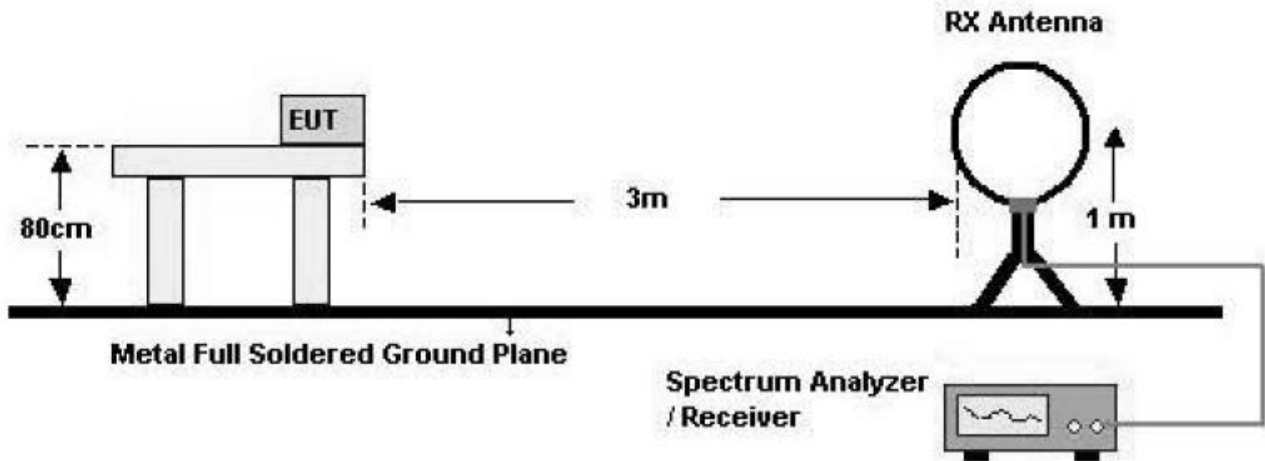 RX Antenna
EUT
80cm
3m
1 m
Metal Full Soldered Ground Plane
Spectrum Analyzer
/ Receiver